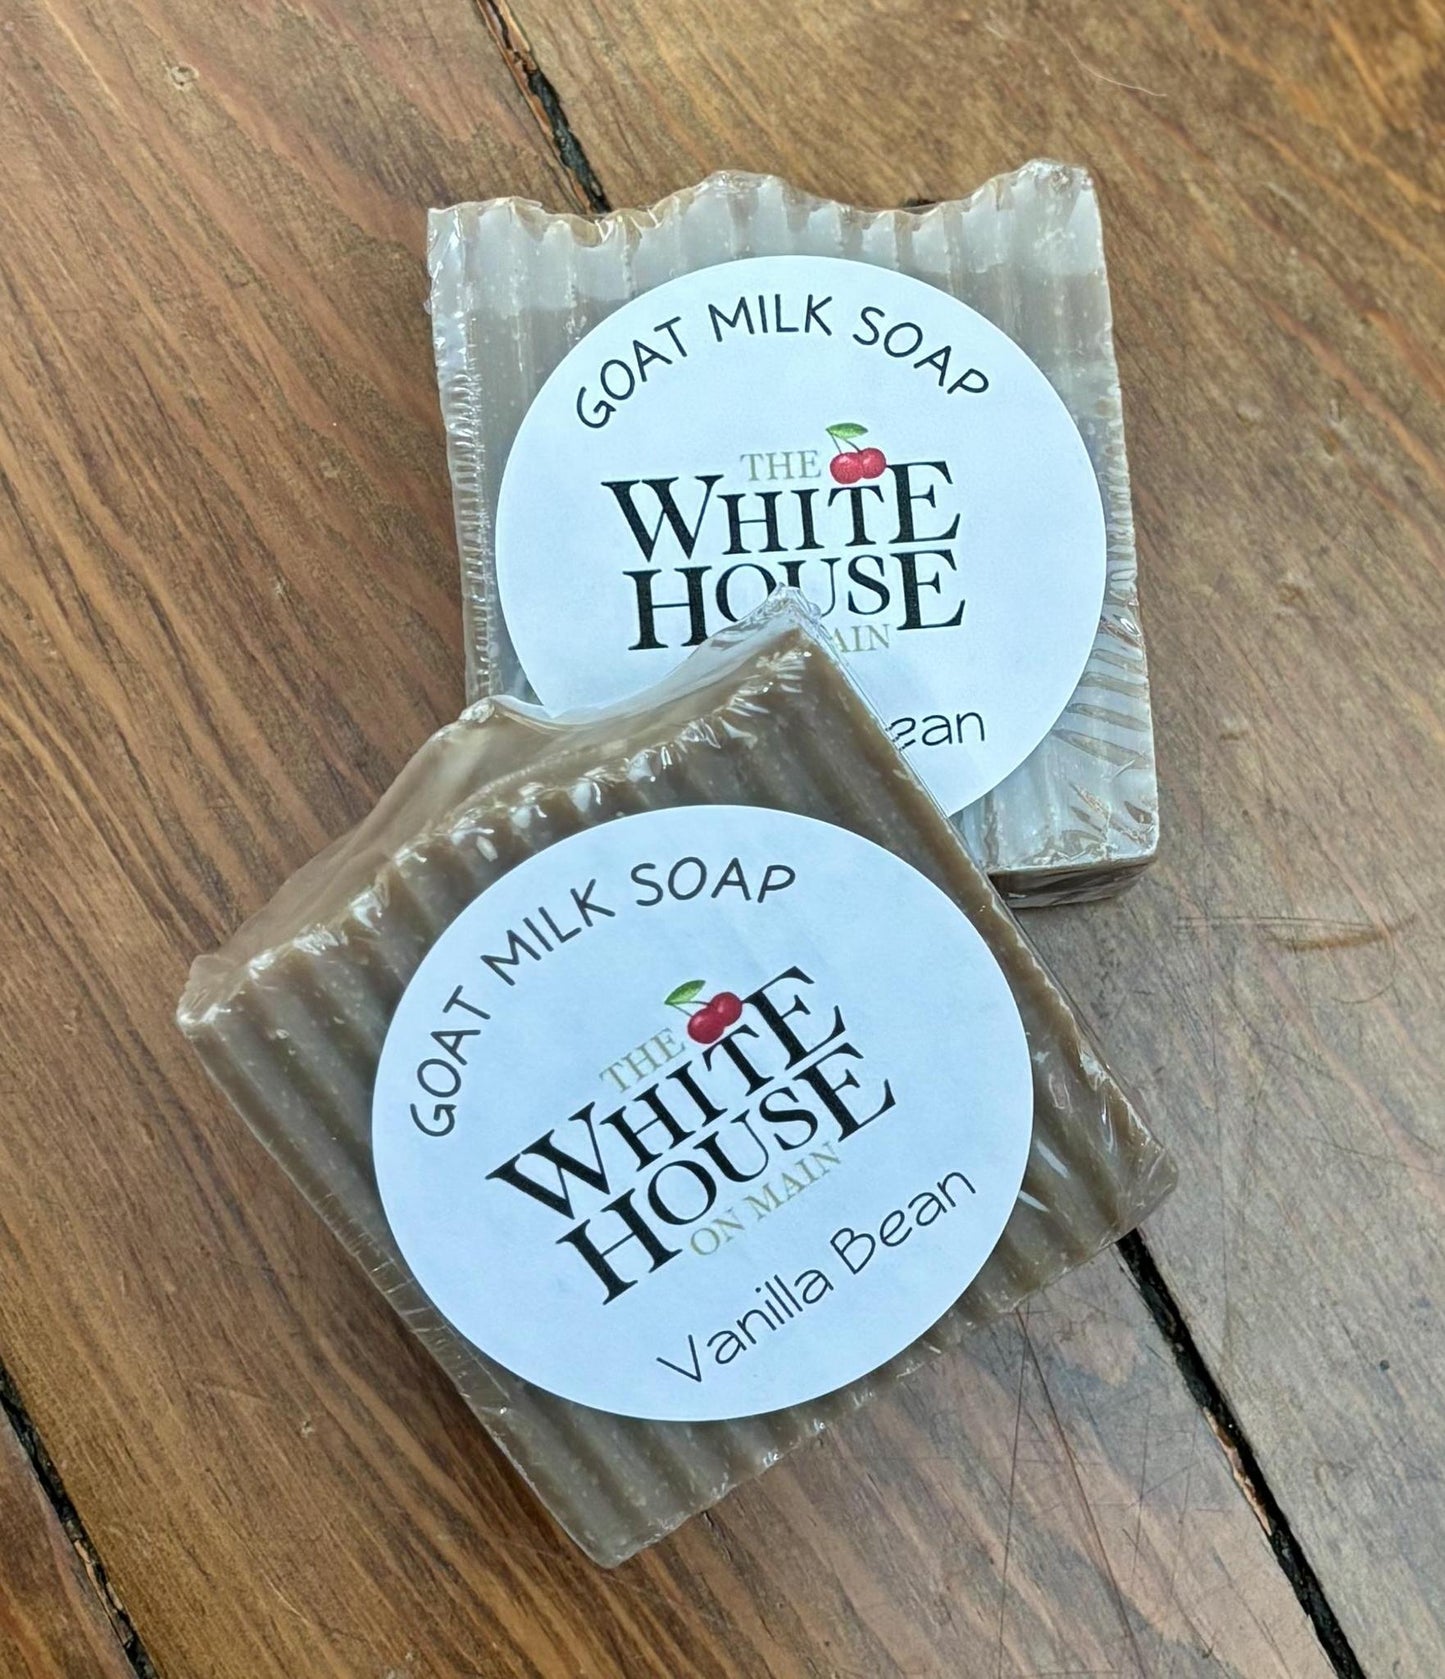 GOAT MILK SOAP
THE
WHITE
HOUSE
GOAT MILK SOAP
THE
WHITE
HOUSE
ON MAIN
Vanilla Bean